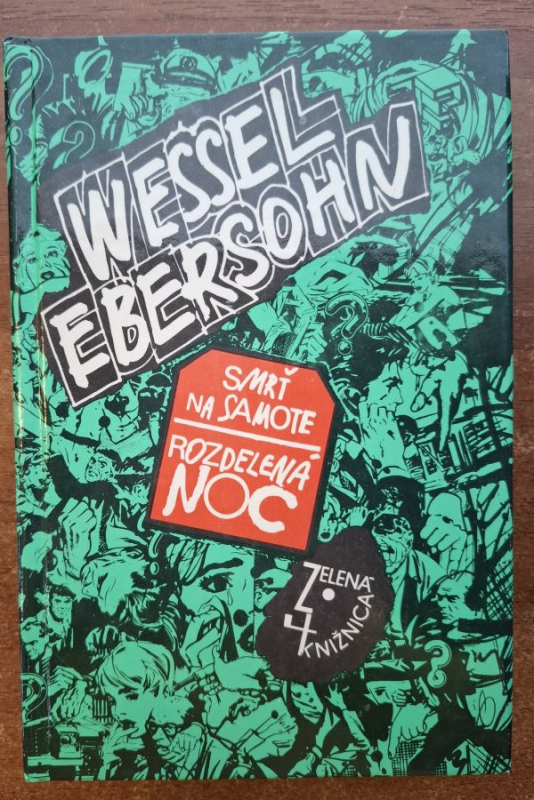 WESSEL
EBERSOHN
SMRŤ
NA SAMOTE
ROZDELENÁ
NOC
ZELENÁ
KNIŽNICA